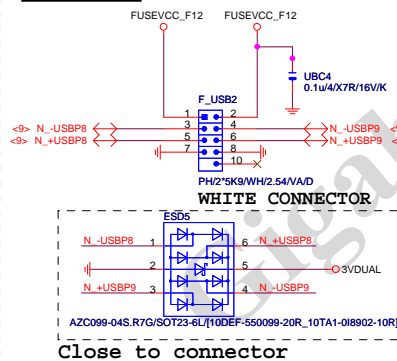 FUSEVCC_F12 FUSEVCC_F12
UBC4
0.1u/4/X7R/16V/K
F_USB2
1 2
<9> N_-USBP8 3 4 N_-USBP9
<9> N_+USBP8 5 6 N_+USBP9
7 8
10
PH/2*5K9/WH/2.54/VA/D
WHITE CONNECTOR
ESD5
N_-USBP8 1 6 N_+USBP8
2 5 3VDUAL
N_+USBP9 3 4 N_-USBP9
AZC099-04S.R7G/SOT23-6L/[10DEF-550099-20R_10TA1-0I8902-10R]
Close to connector